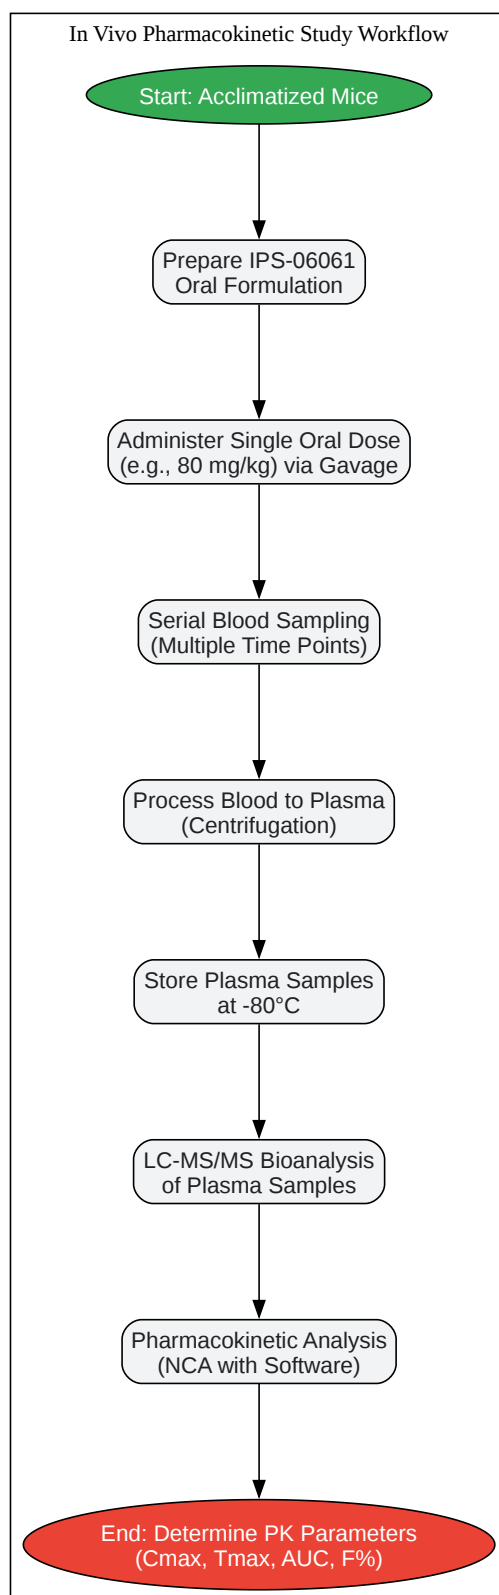 In Vivo Pharmacokinetic Study Workflow
Start: Acclimatized Mice
Prepare IPS-06061
Oral Formulation
Administer Single Oral Dose
(e.g., 80 mg/kg) via Gavage
Serial Blood Sampling
(Multiple Time Points)
Process Blood to Plasma
(Centrifugation)
Store Plasma Samples
at -80°C
LC-MS/MS Bioanalysis
of Plasma Samples
Pharmacokinetic Analysis
(NCA with Software)
End: Determine PK Parameters
(Cmax, Tmax, AUC, F%)